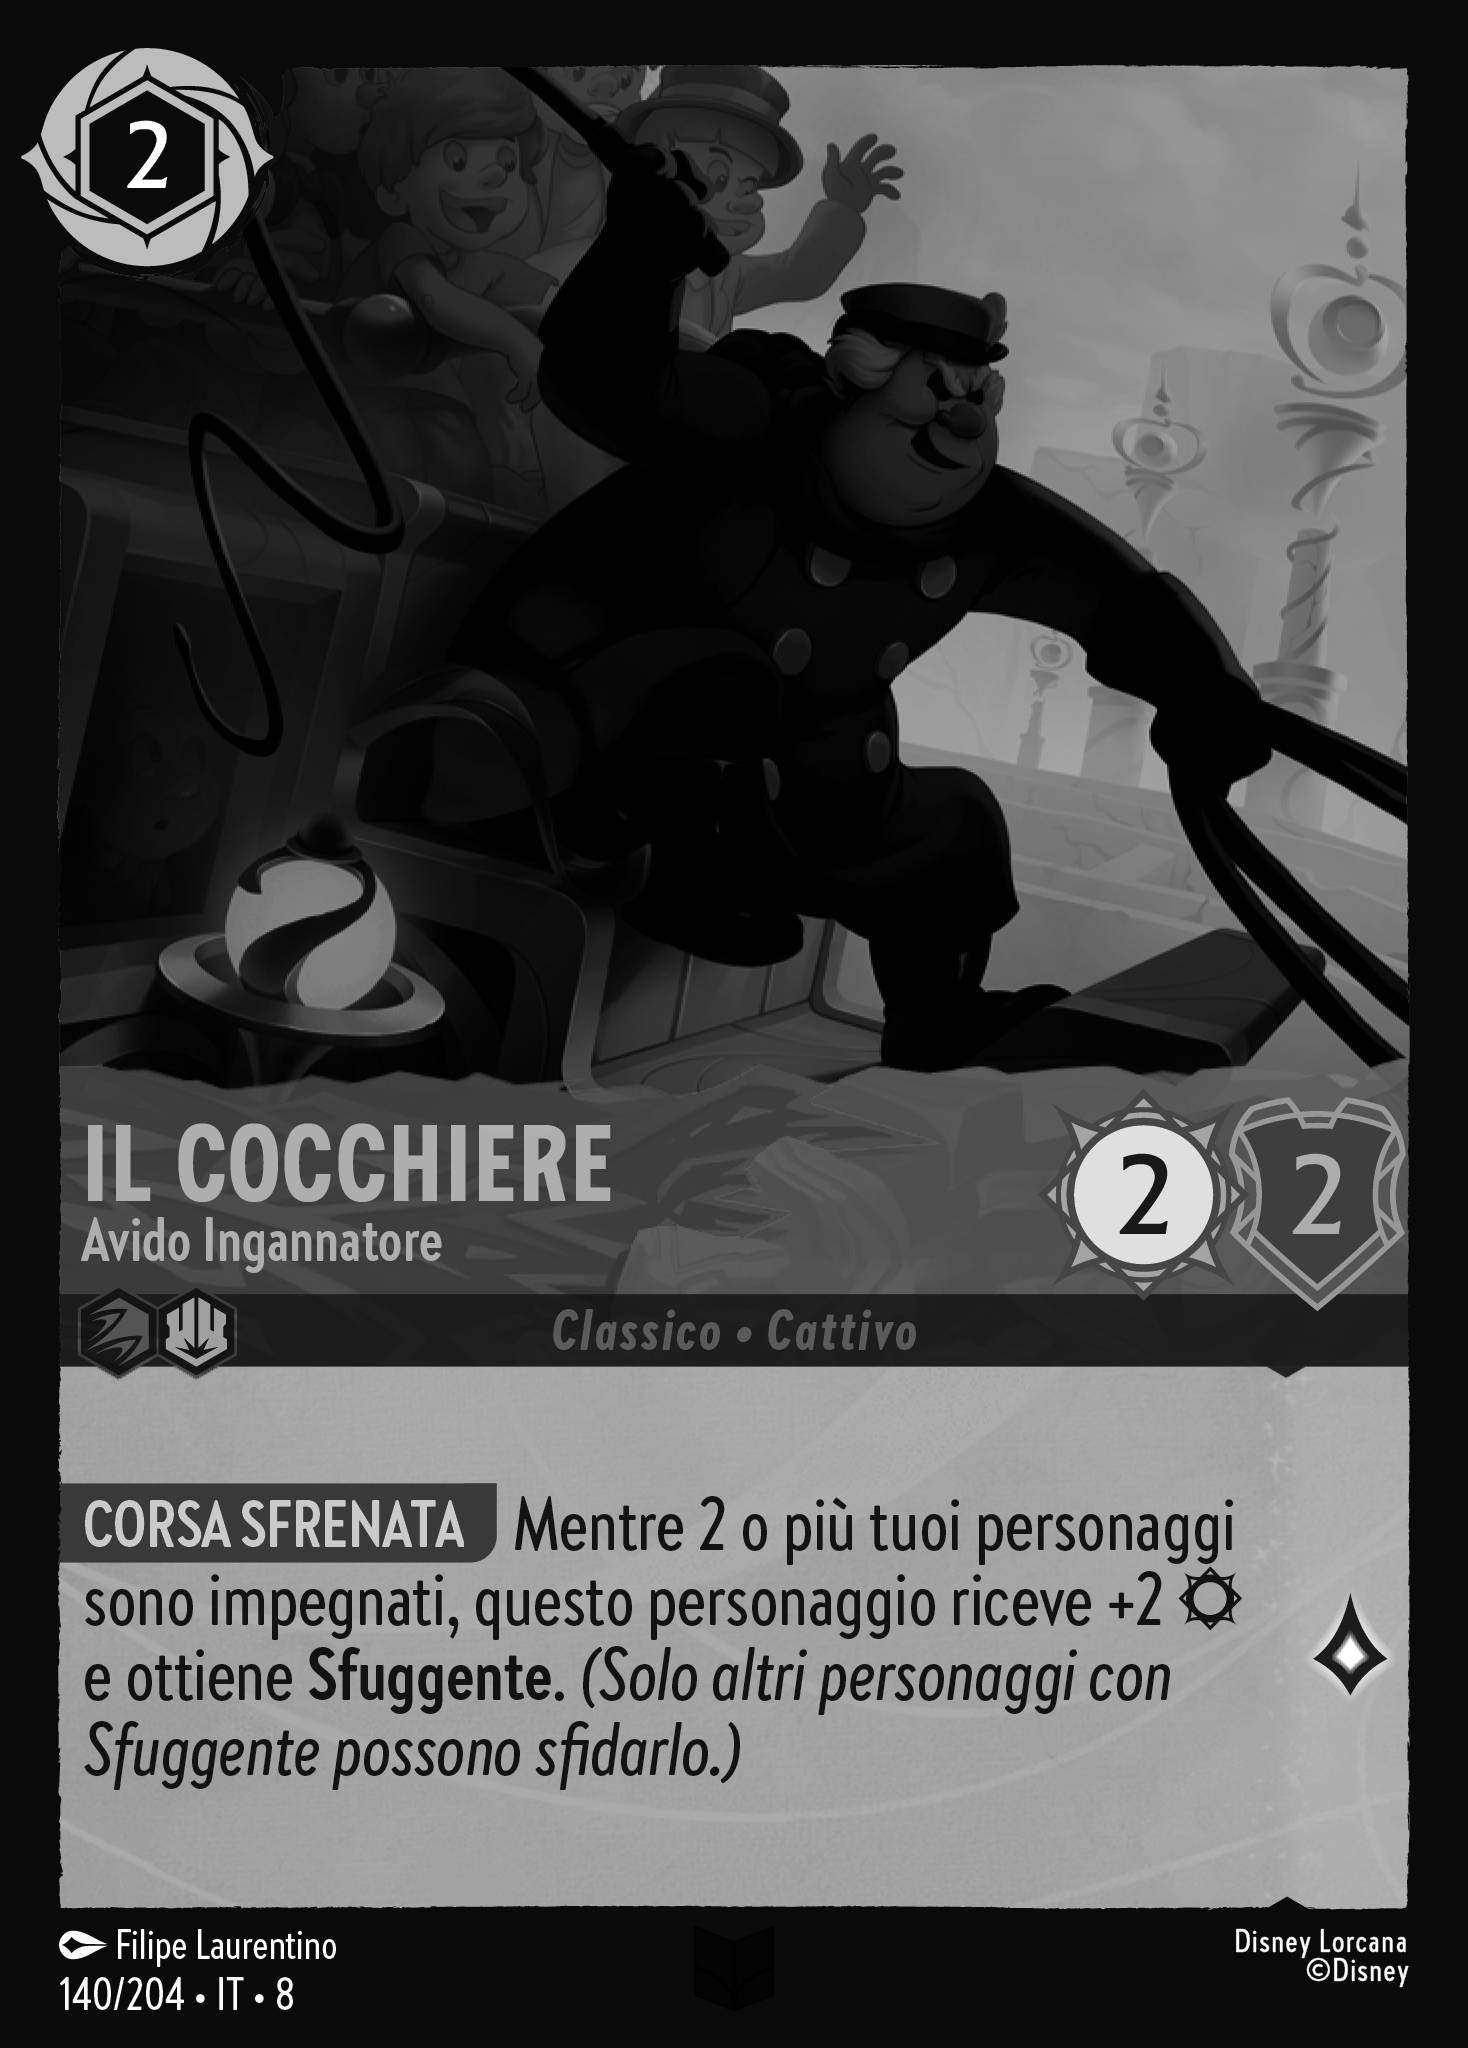 2
IL COCCHIERE
Avido Ingannatore
2 2
Classico • Cattivo
CORSA SFRENATA Mentre 2 o più tuoi personaggi
sono impegnati, questo personaggio riceve +2
e ottiene Sfuggente. (Solo altri personaggi con
Sfuggente possono sfidarlo.)
Filipe Laurentino
140/204 • IT • 8
Disney Lorcana
©Disney